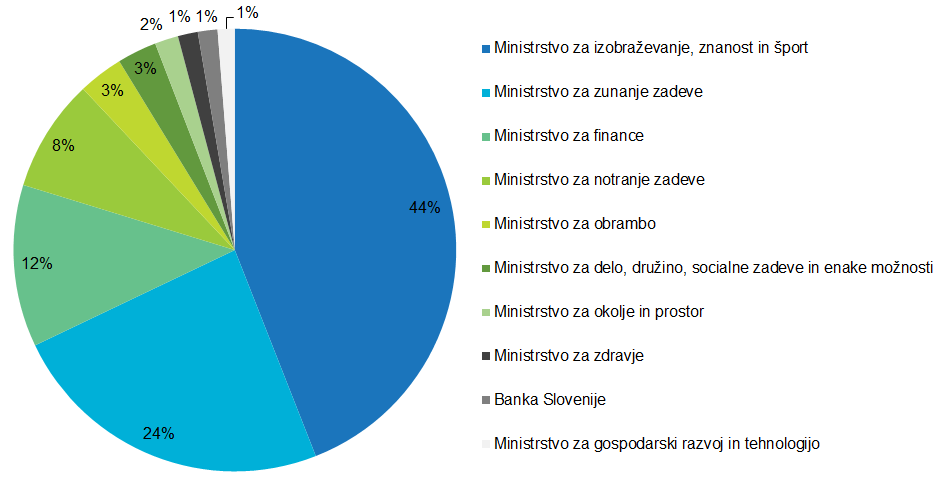 1%
1%
1%
2%
3%
3%
8%
12%
24%
44%
Ministrstvo za izobraževanje, znanost in šport
Ministrstvo za zunanje zadeve
Ministrstvo za finance
Ministrstvo za notranje zadeve
Ministrstvo za obrambo
Ministrstvo za delo, družino, socialne zadeve in enake možnosti
Ministrstvo za okolje in prostor
Ministrstvo za zdravje
Banka Slovenije
Ministrstvo za gospodarski razvoj in tehnologijo